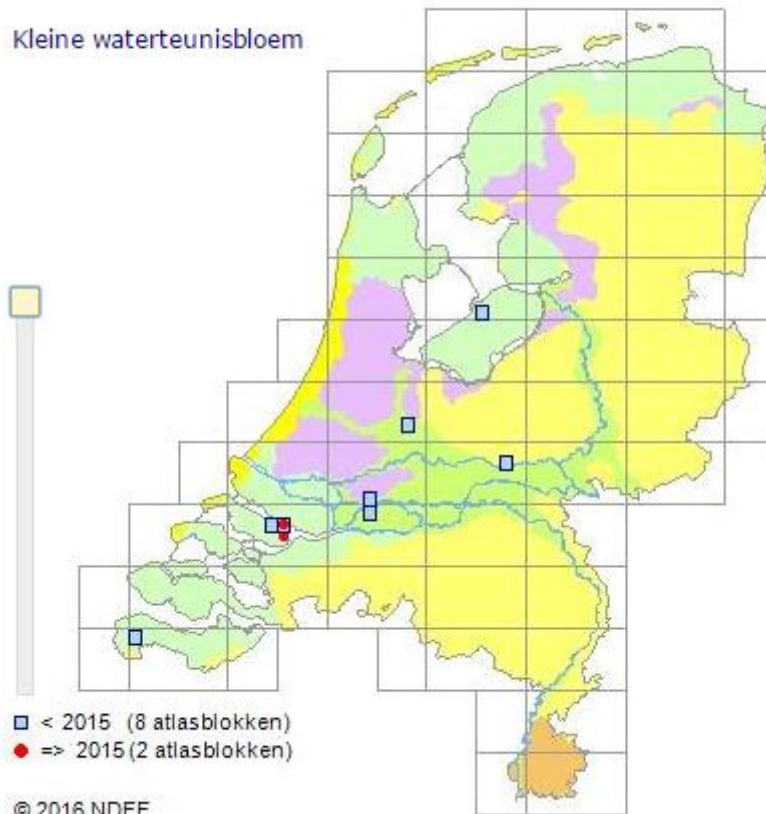 Kleine waterteunisbloem
< 2015 (8 atlasblokken)
=> 2015 (2 atlasblokken)
© 2016 NDFF